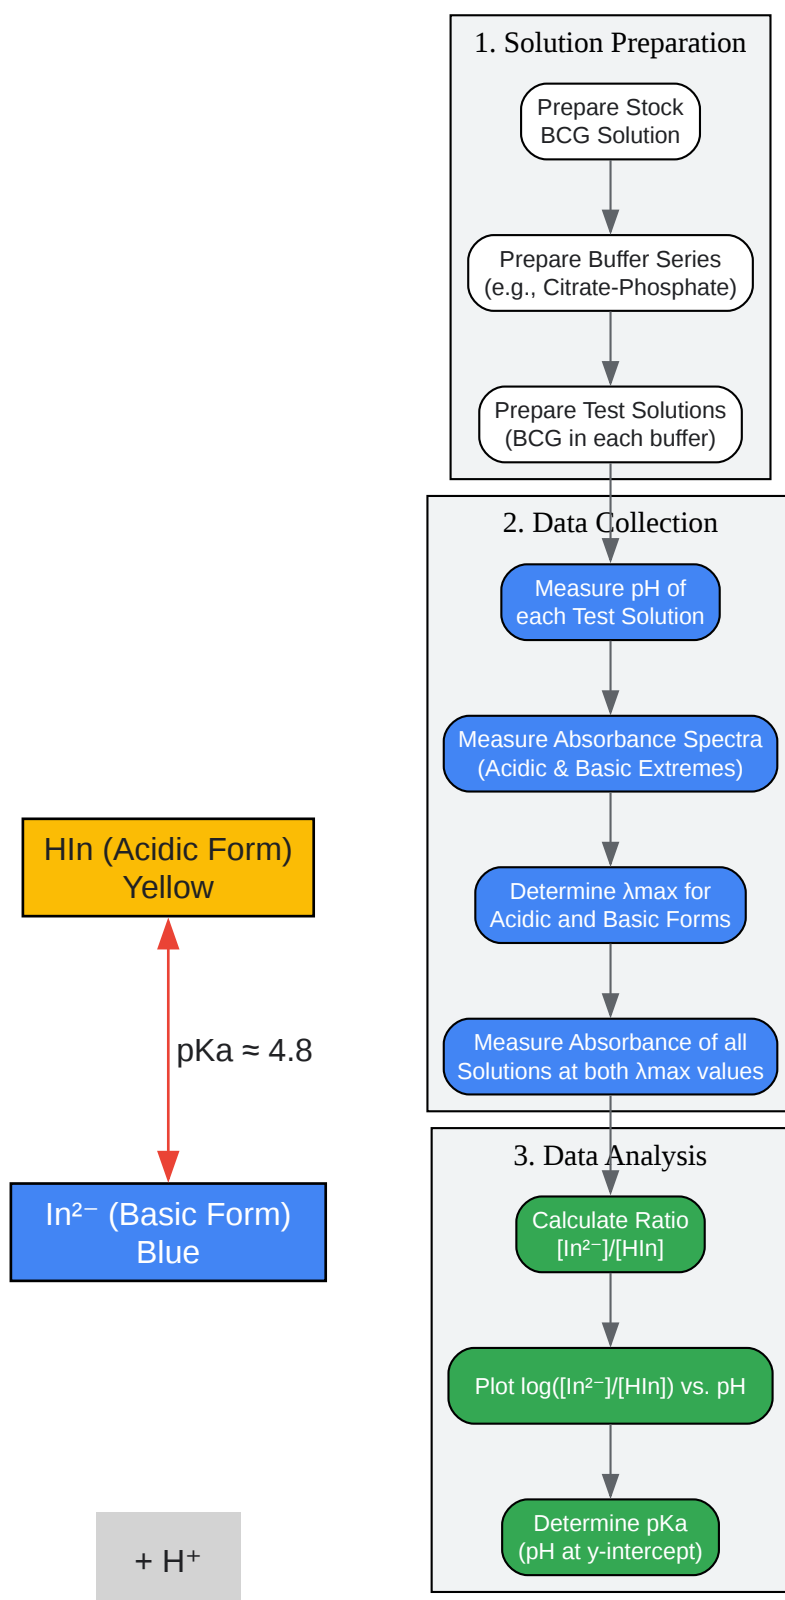 1. Solution Preparation
Prepare Stock
BCG Solution
Prepare Buffer Series
(e.g., Citrate-Phosphate)
Prepare Test Solutions
(BCG in each buffer)
2. Data Collection
Measure pH of
each Test Solution
Measure Absorbance Spectra
(Acidic & Basic Extremes)
Determine λmax for
Acidic and Basic Forms
Measure Absorbance of all
Solutions at both λmax values
3. Data Analysis
Calculate Ratio
[In²⁻]/[HIn]
Plot log([In²⁻]/[HIn]) vs. pH
Determine pKa
(pH at y-intercept)
HIn (Acidic Form)
Yellow
pKa ≈ 4.8
In²⁻ (Basic Form)
Blue
+ H⁺